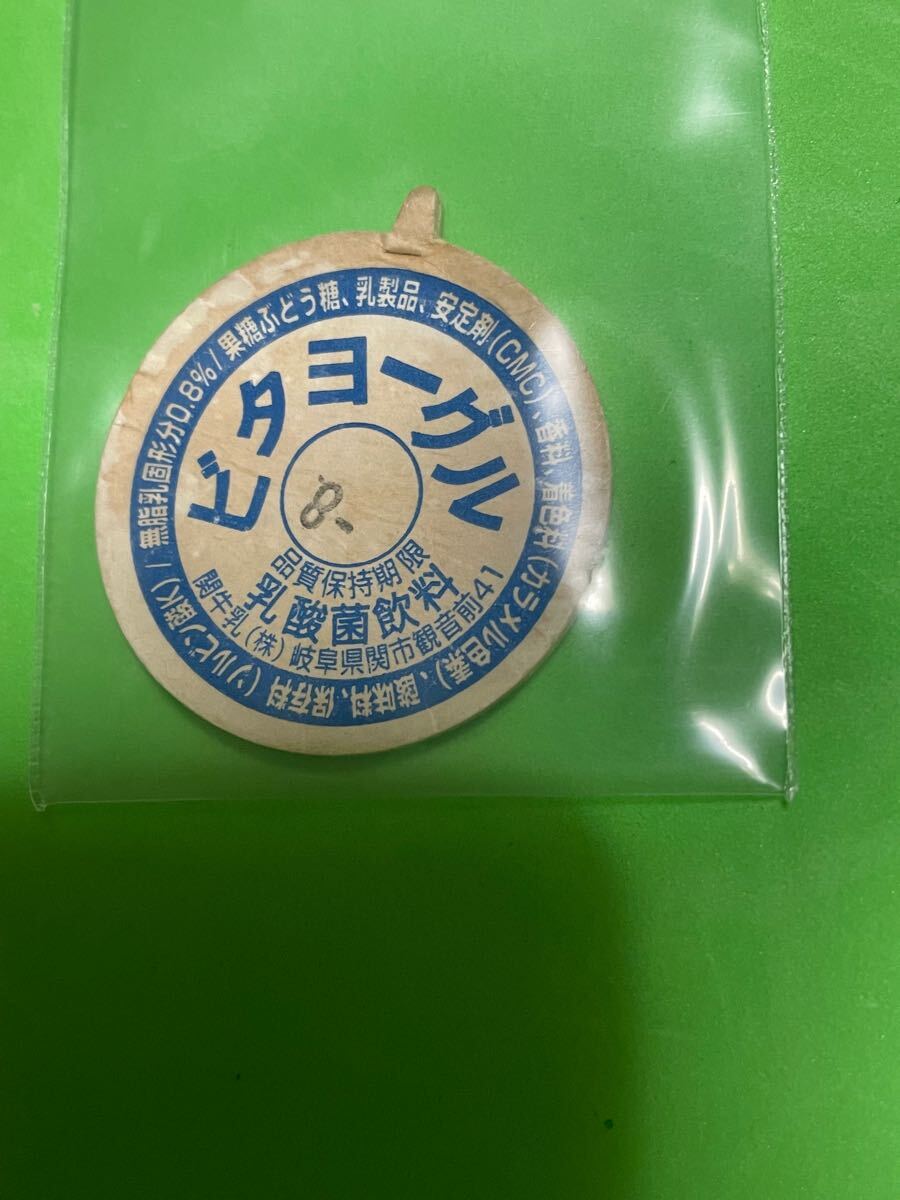 無脂乳固形分0.8%/果糖ぶどう糖、乳製品、安定剤(CMC)、香料、着色料(カラメル色素)、酸味料、保存料(ソルビン酸K)
ビタヨーグル
8-
品質保持期限
乳酸菌飲料
関牛乳(株)岐阜県関市観音前41